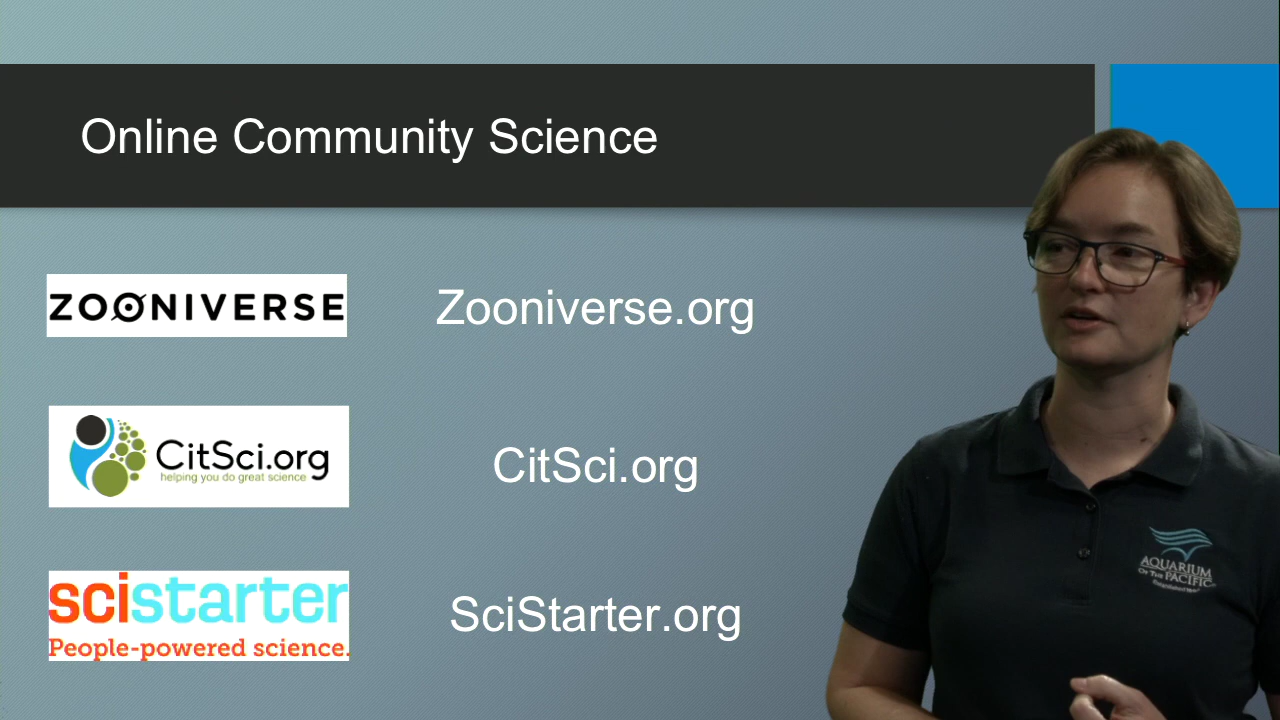 Online Community Science
ZOONIVERSE
Zooniverse.org
CitSci.org
helping you do great science
CitSci.org
scistarter
People-powered science.
SciStarter.org
AQUARIUM
OF THE PACIFIC